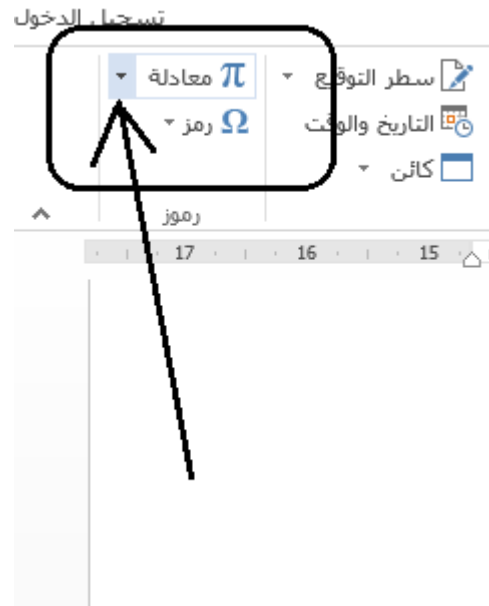 تسجيل الدخول
سطر التوقيع
π معادلة
التاريخ والوقت
Ω رمز
كائن
رموز
17 16 15